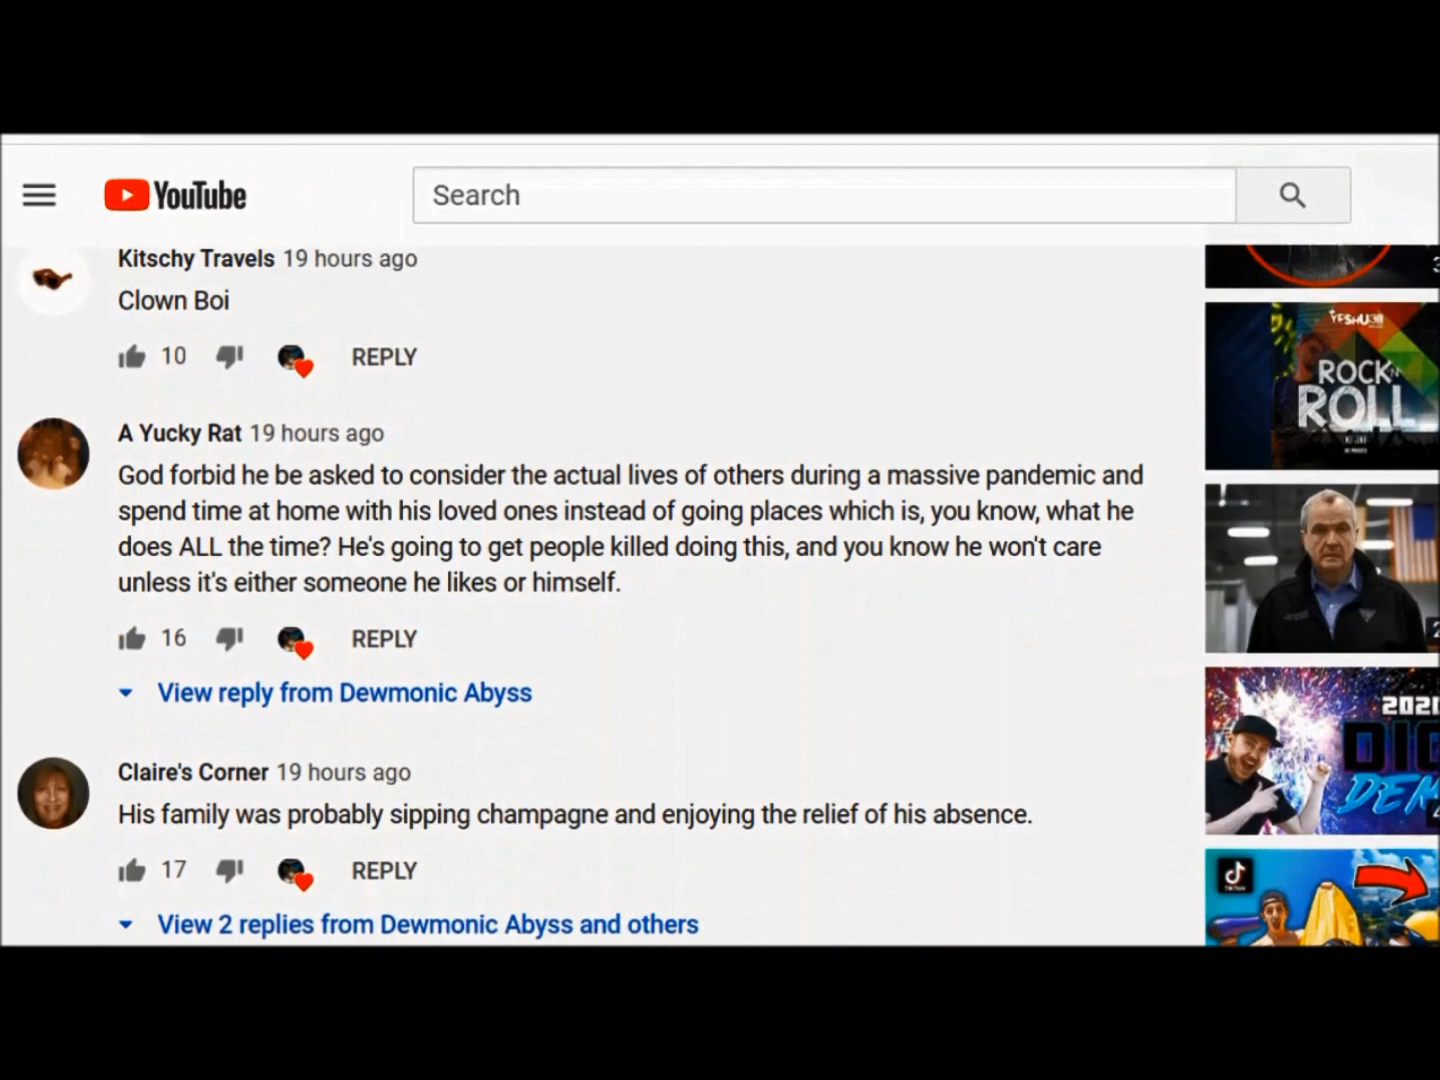 YouTube
Search
Kitschy Travels 19 hours ago
Clown Boi
10
REPLY
A Yucky Rat 19 hours ago
God forbid he be asked to consider the actual lives of others during a massive pandemic and
spend time at home with his loved ones instead of going places which is, you know, what he
does ALL the time? He's going to get people killed doing this, and you know he won't care
unless it's either someone he likes or himself.
16
REPLY
View reply from Dewmonic Abyss
Claire's Corner 19 hours ago
His family was probably sipping champagne and enjoying the relief of his absence.
17
REPLY
View 2 replies from Dewmonic Abyss and others
ROCK
N
ROLL
2021